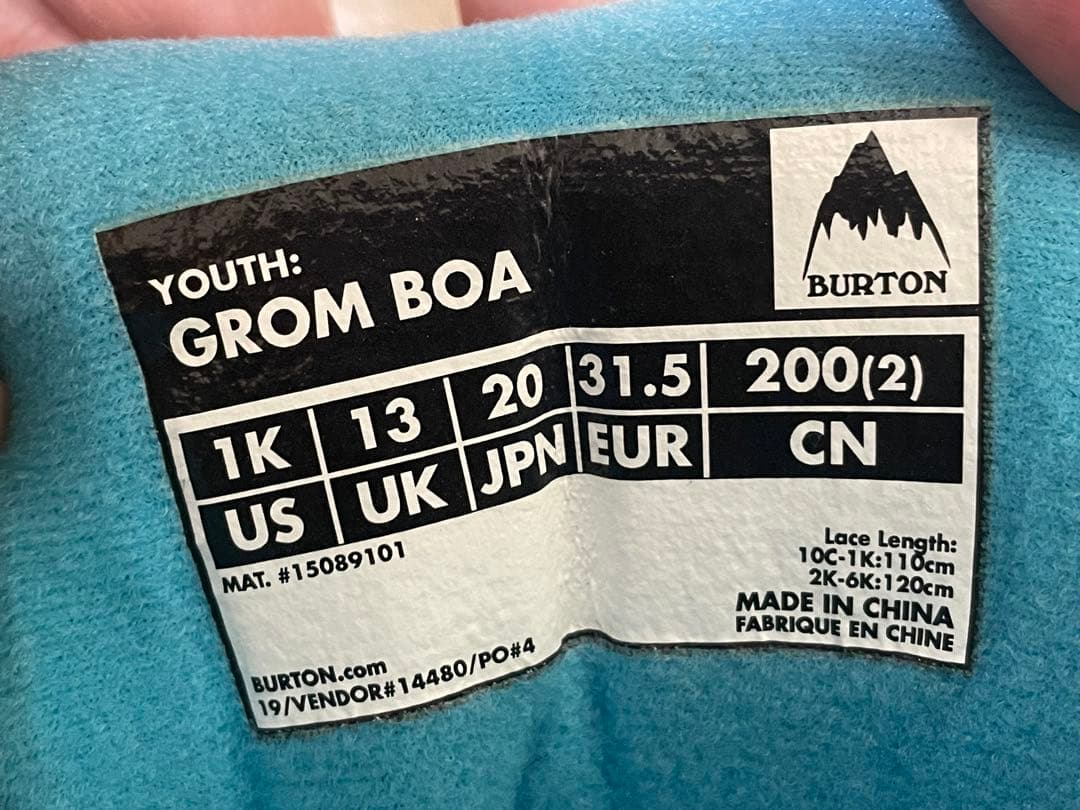 BURTON
YOUTH:
GROM BOA
1K 13 20 31.5 200(2)
US UK JPN EUR CN
MAT. #15089101
Lace Length:
10C-1K:110cm
2K-6K:120cm
MADE IN CHINA
FABRIQUE EN CHINE
BURTON.com
19/VENDOR#14480/PO#4